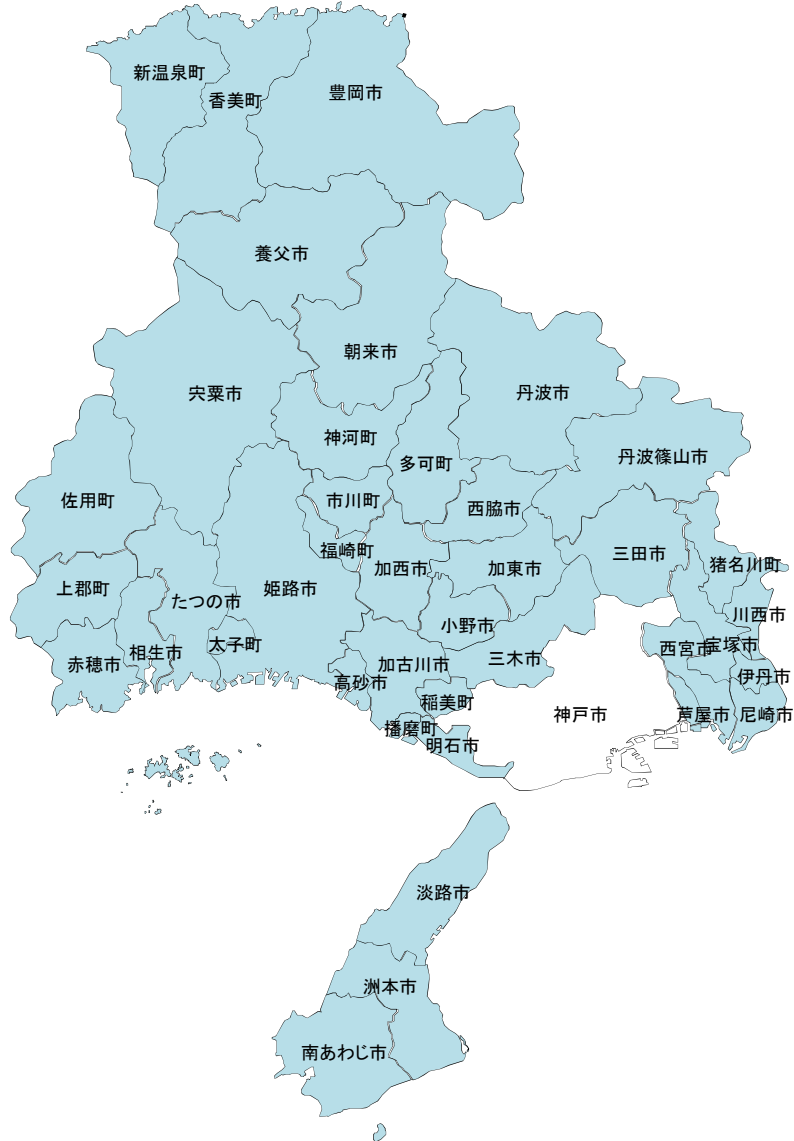 新温泉町
香美町
豊岡市
養父市
朝来市
宍粟市
丹波市
神河町
多可町
丹波篠山市
佐用町
市川町
西脇市
福崎町
加西市
加東市
三田市
猪名川町
上郡町
たつの市
姫路市
川西市
小野市
太子町
相生市
赤穂市
加古川市
三木市
西宮市
宝塚市
伊丹市
高砂市
稲美町
神戸市
芦屋市
尼崎市
播磨町
明石市
淡路市
洲本市
南あわじ市